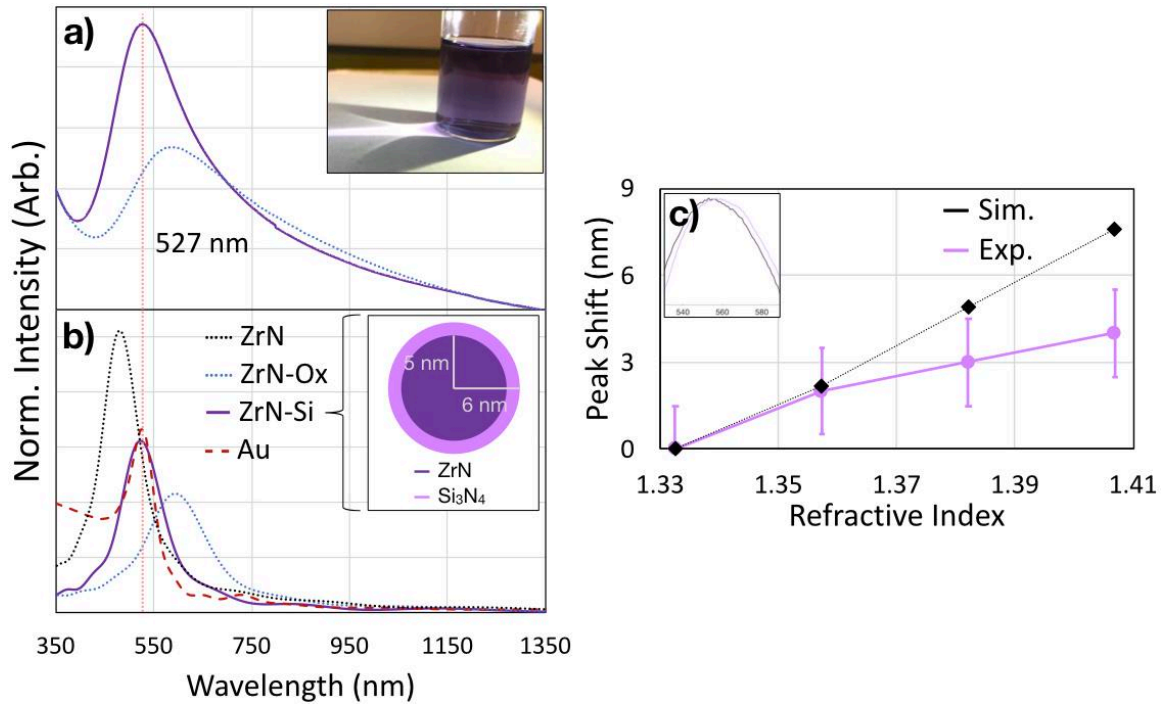 a)
527 nm
Norm. Intensity (Arb.)
b)
ZrN
ZrN-Ox
ZrN-Si
Au
5 nm
6 nm
ZrN
Si₃N₄
350 550 750 950 1150 1350
Wavelength (nm)
c)
Sim.
Exp.
540 560 580
Peak Shift (nm)
9
6
3
0
1.33 1.35 1.37 1.39 1.41
Refractive Index